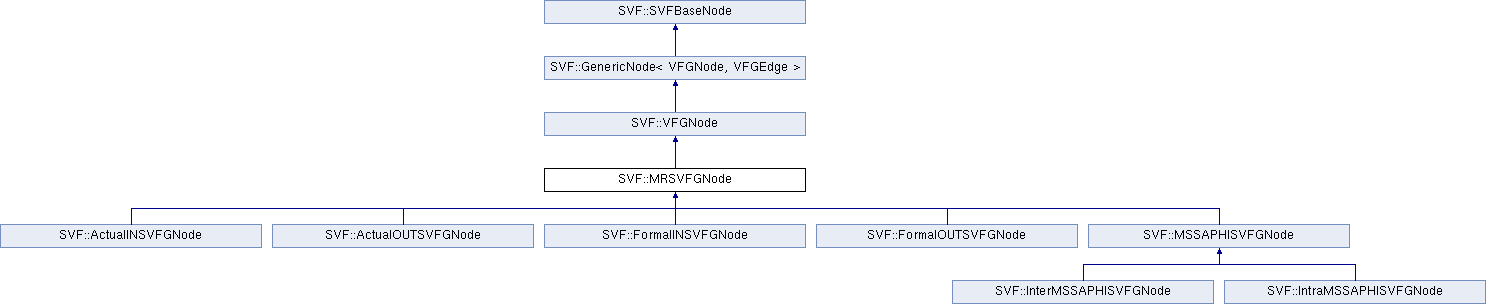 SVF::SVFBaseNode
SVF::GenericNode< VFGNode, VFGEdge >
SVF::VFGNode
SVF::MRSVFGNode
SVF::ActualINSVFGNode
SVF::ActualOUTSVFGNode
SVF::FormalINSVFGNode
SVF::FormalOUTSVFGNode
SVF::MSSAPHISVFGNode
SVF::InterMSSAPHISVFGNode
SVF::IntraMSSAPHISVFGNode